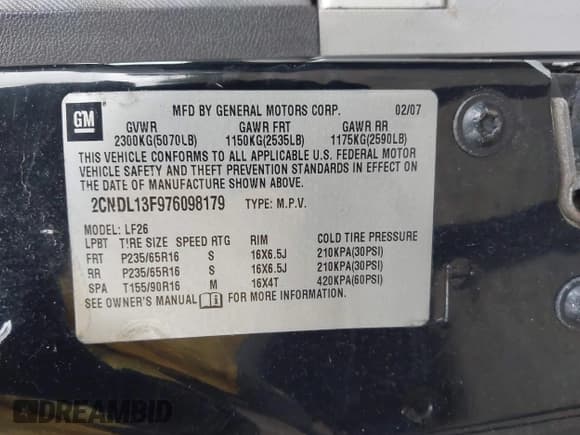 GM
MFD BY GENERAL MOTORS CORP. 02/07
GVWR GAWR FRT GAWR RR
2300KG(5070LB) 1150KG(2535LB) 1175KG(2590LB)
THIS VEHICLE CONFORMS TO ALL APPLICABLE U.S. FEDERAL MOTOR
VEHICLE SAFETY AND THEFT PREVENTION STANDARDS IN EFFECT ON
THE DATE OF MANUFACTURE SHOWN ABOVE.
2CNDL13F976098179 TYPE: M.P.V.
MODEL: LF26
LPBT TIRE SIZE SPEED RTG RIM COLD TIRE PRESSURE
FRT P235/65R16 S 16X6.5J 210KPA(30PSI)
RR P235/65R16 S 16X6.5J 210KPA(30PSI)
SPA T155/90R16 M 16X4T 420KPA(60PSI)
SEE OWNER'S MANUAL FOR MORE INFORMATION.
DREAMBID